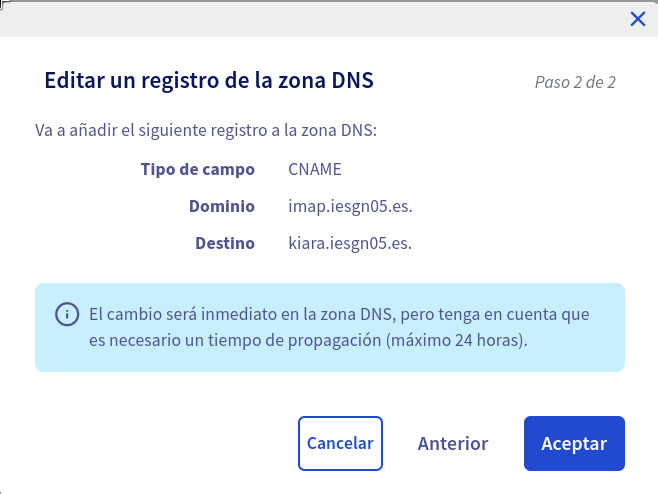 Editar un registro de la zona DNS
Paso 2 de 2
Va a añadir el siguiente registro a la zona DNS:
Tipo de campo CNAME
Dominio imap.iesgn05.es.
Destino kiara.iesgn05.es.
El cambio será inmediato en la zona DNS, pero tenga en cuenta que
es necesario un tiempo de propagación (máximo 24 horas).
Cancelar Anterior Aceptar